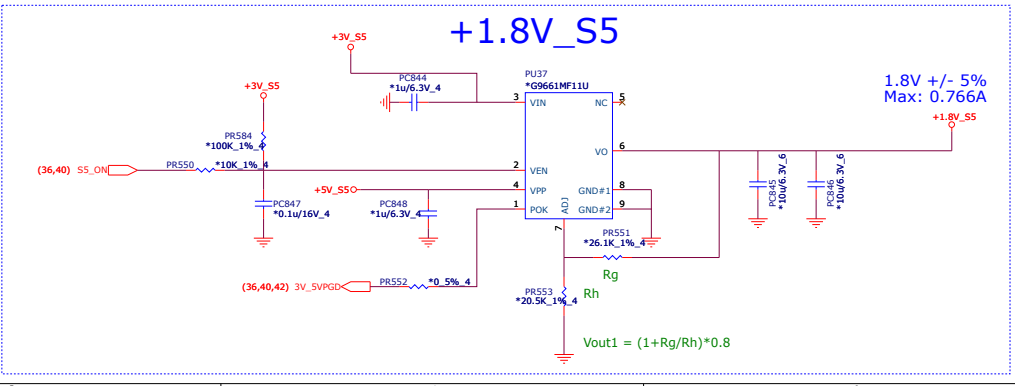 +1.8V_S5
+3V_S5
PC844
*1u/6.3V_4
PU37
*G9661MF11U
1.8V +/- 5%
Max: 0.766A
+1.8V_S5
+3V_S5
3
VIN
NC
5
PR584
*100K_1%_4
VO
6
(36,40)
S5_ON
PR550
*10K_1%_4
2
VEN
PC845
*10u/6.3V_6
PC846
*10u/6.3V_6
+5V_S5
4
VPP
GND#1
8
PC847
*0.1u/16V_4
PC848
*1u/6.3V_4
1
POK
ADJ
GND#2
9
7
PR551
*26.1K_1%_4
Rg
(36,40,42)
3V_5VPGD
PR552
*0_5%_4
PR553
*20.5K_1%_4
Rh
Vout1 = (1+Rg/Rh)*0.8